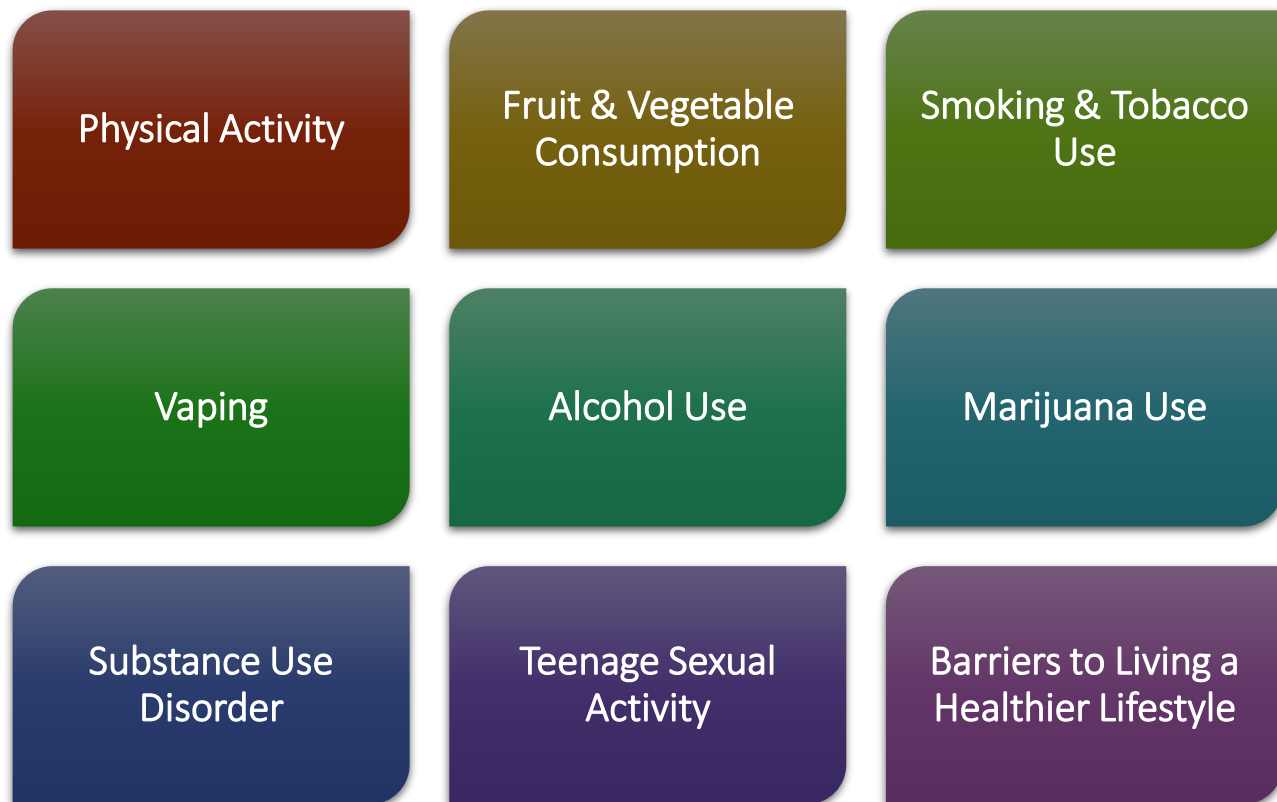 Physical Activity
Fruit & Vegetable
Consumption
Smoking & Tobacco
Use
Vaping
Alcohol Use
Marijuana Use
Substance Use
Disorder
Teenage Sexual
Activity
Barriers to Living a
Healthier Lifestyle